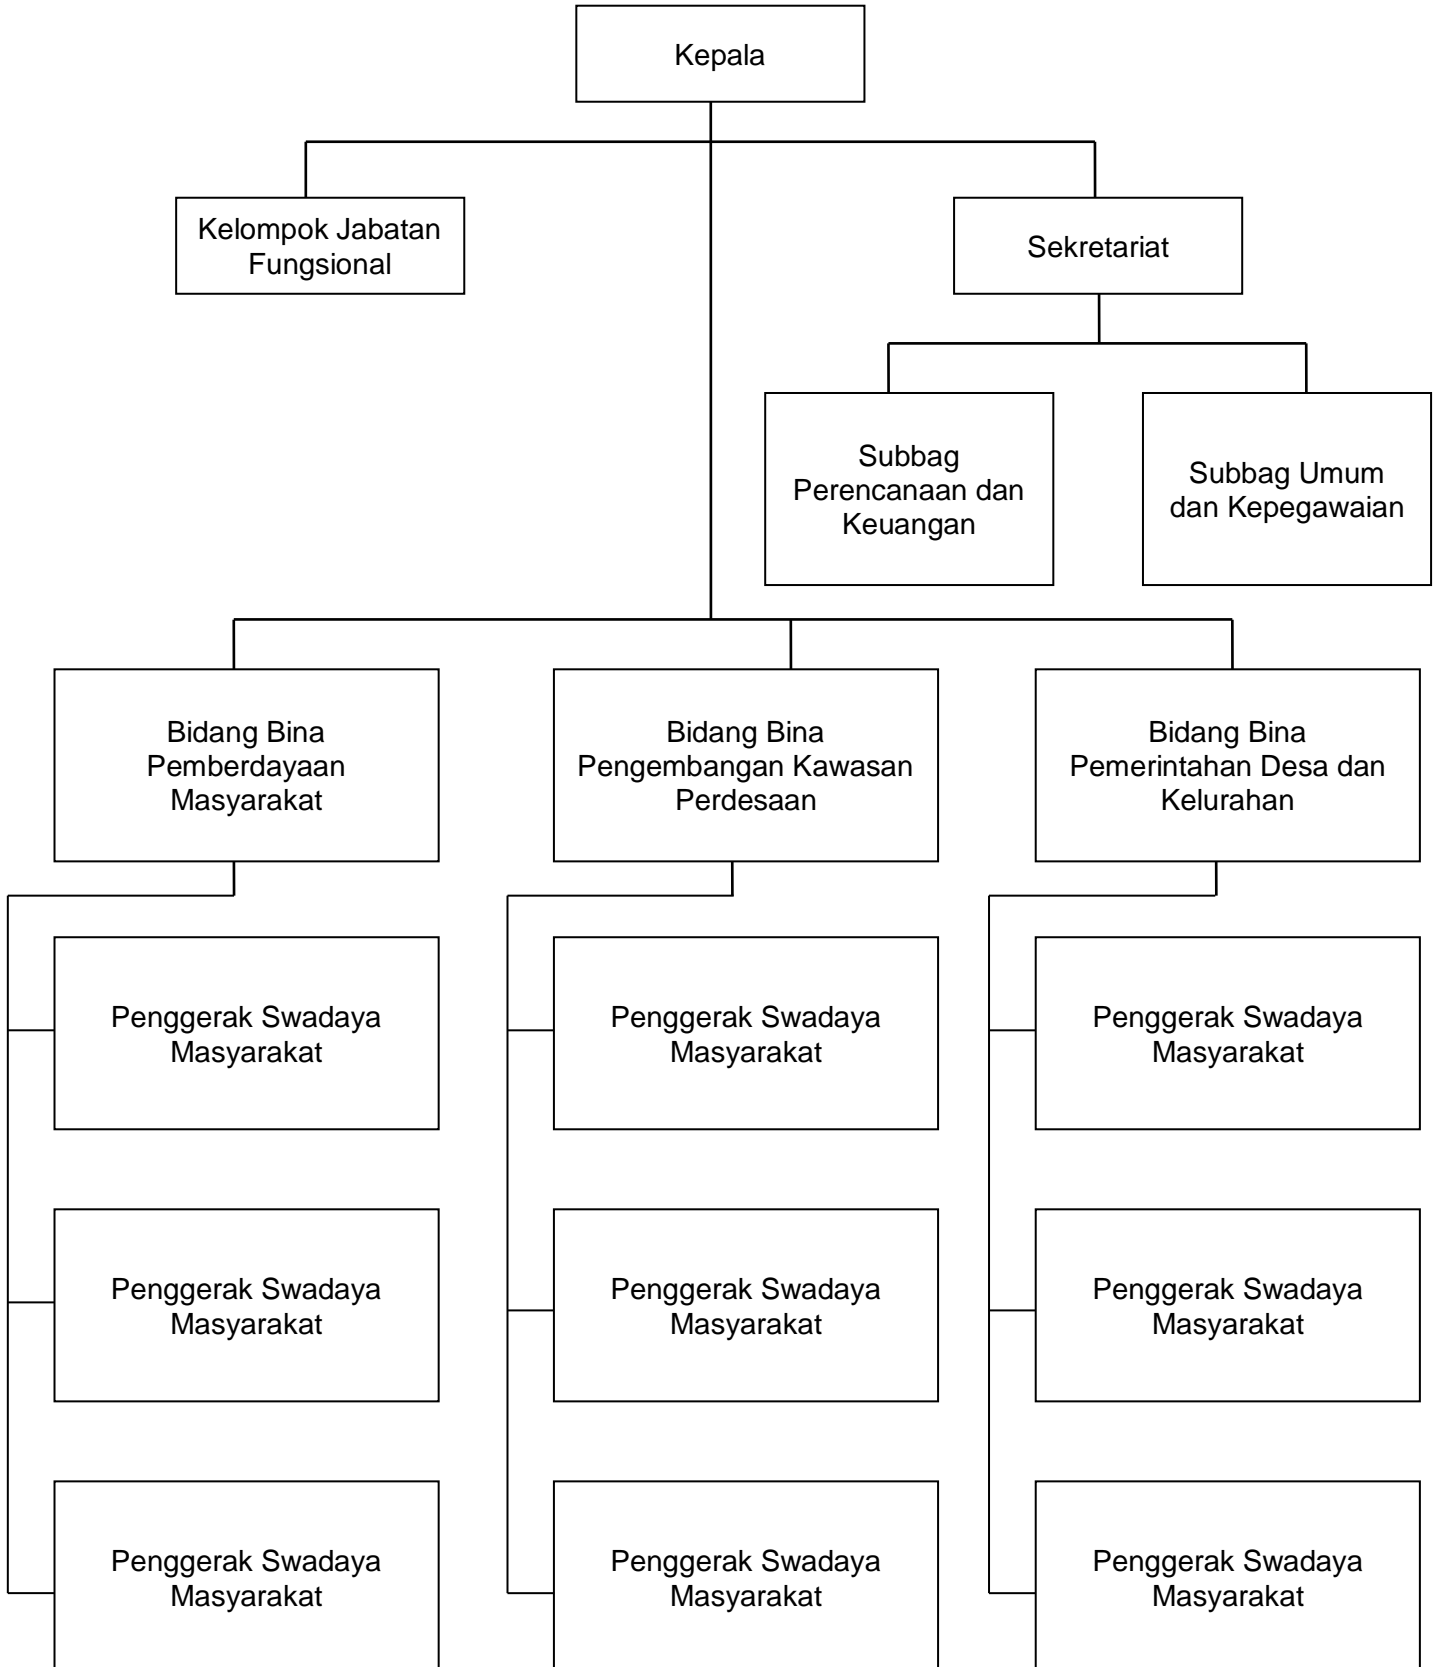 Kepala
Kelompok Jabatan
Fungsional
Sekretariat
Subbag
Perencanaan dan
Keuangan
Subbag Umum
dan Kepegawaian
Bidang Bina
Pemberdayaan
Masyarakat
Bidang Bina
Pengembangan Kawasan
Perdesaan
Bidang Bina
Pemerintahan Desa dan
Kelurahan
Penggerak Swadaya
Masyarakat
Penggerak Swadaya
Masyarakat
Penggerak Swadaya
Masyarakat
Penggerak Swadaya
Masyarakat
Penggerak Swadaya
Masyarakat
Penggerak Swadaya
Masyarakat
Penggerak Swadaya
Masyarakat
Penggerak Swadaya
Masyarakat
Penggerak Swadaya
Masyarakat